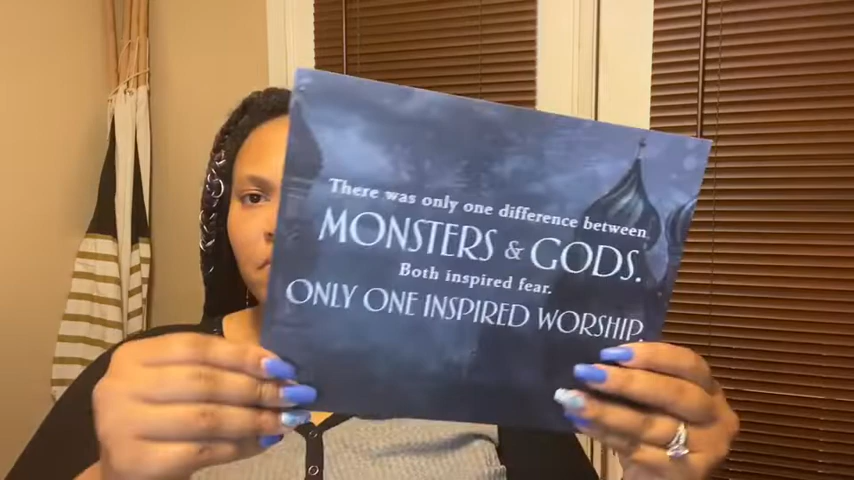 There was only one difference between
MONSTERS & GODS.
Both inspired fear.
ONLY ONE INSPIRED WORSHIP.